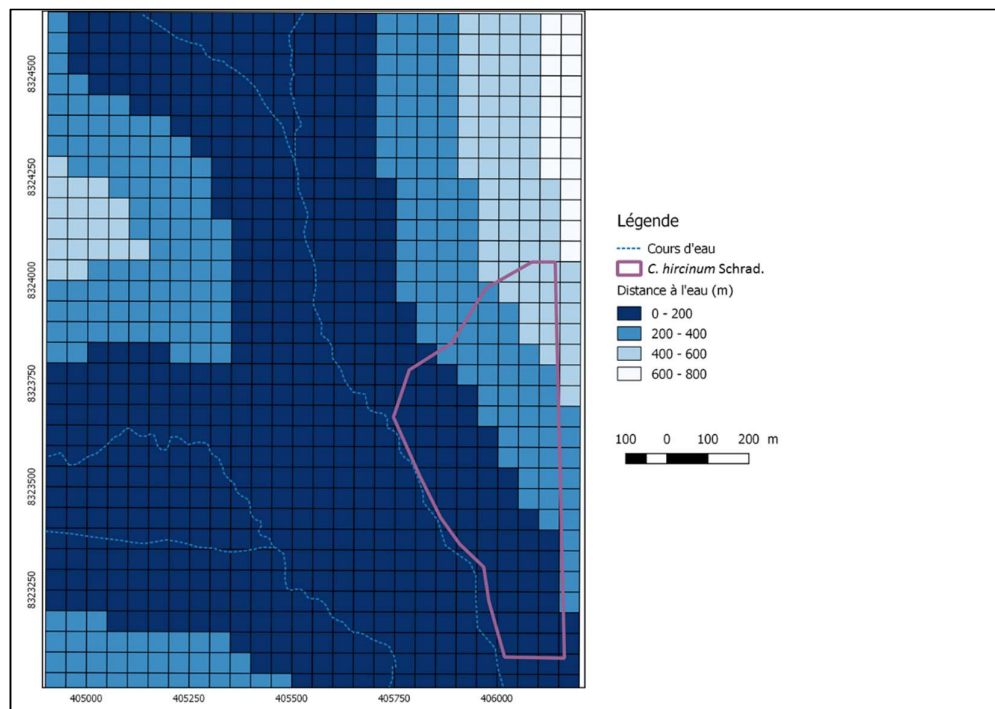 8324500
8324250
8324000
8323750
8323500
8323250
405000 405250 405500 405750 406000
Légende
Cours d'eau
C. hircinum Schrad.
Distance à l'eau (m)
0 - 200
200 - 400
400 - 600
600 - 800
100 0 100 200 m